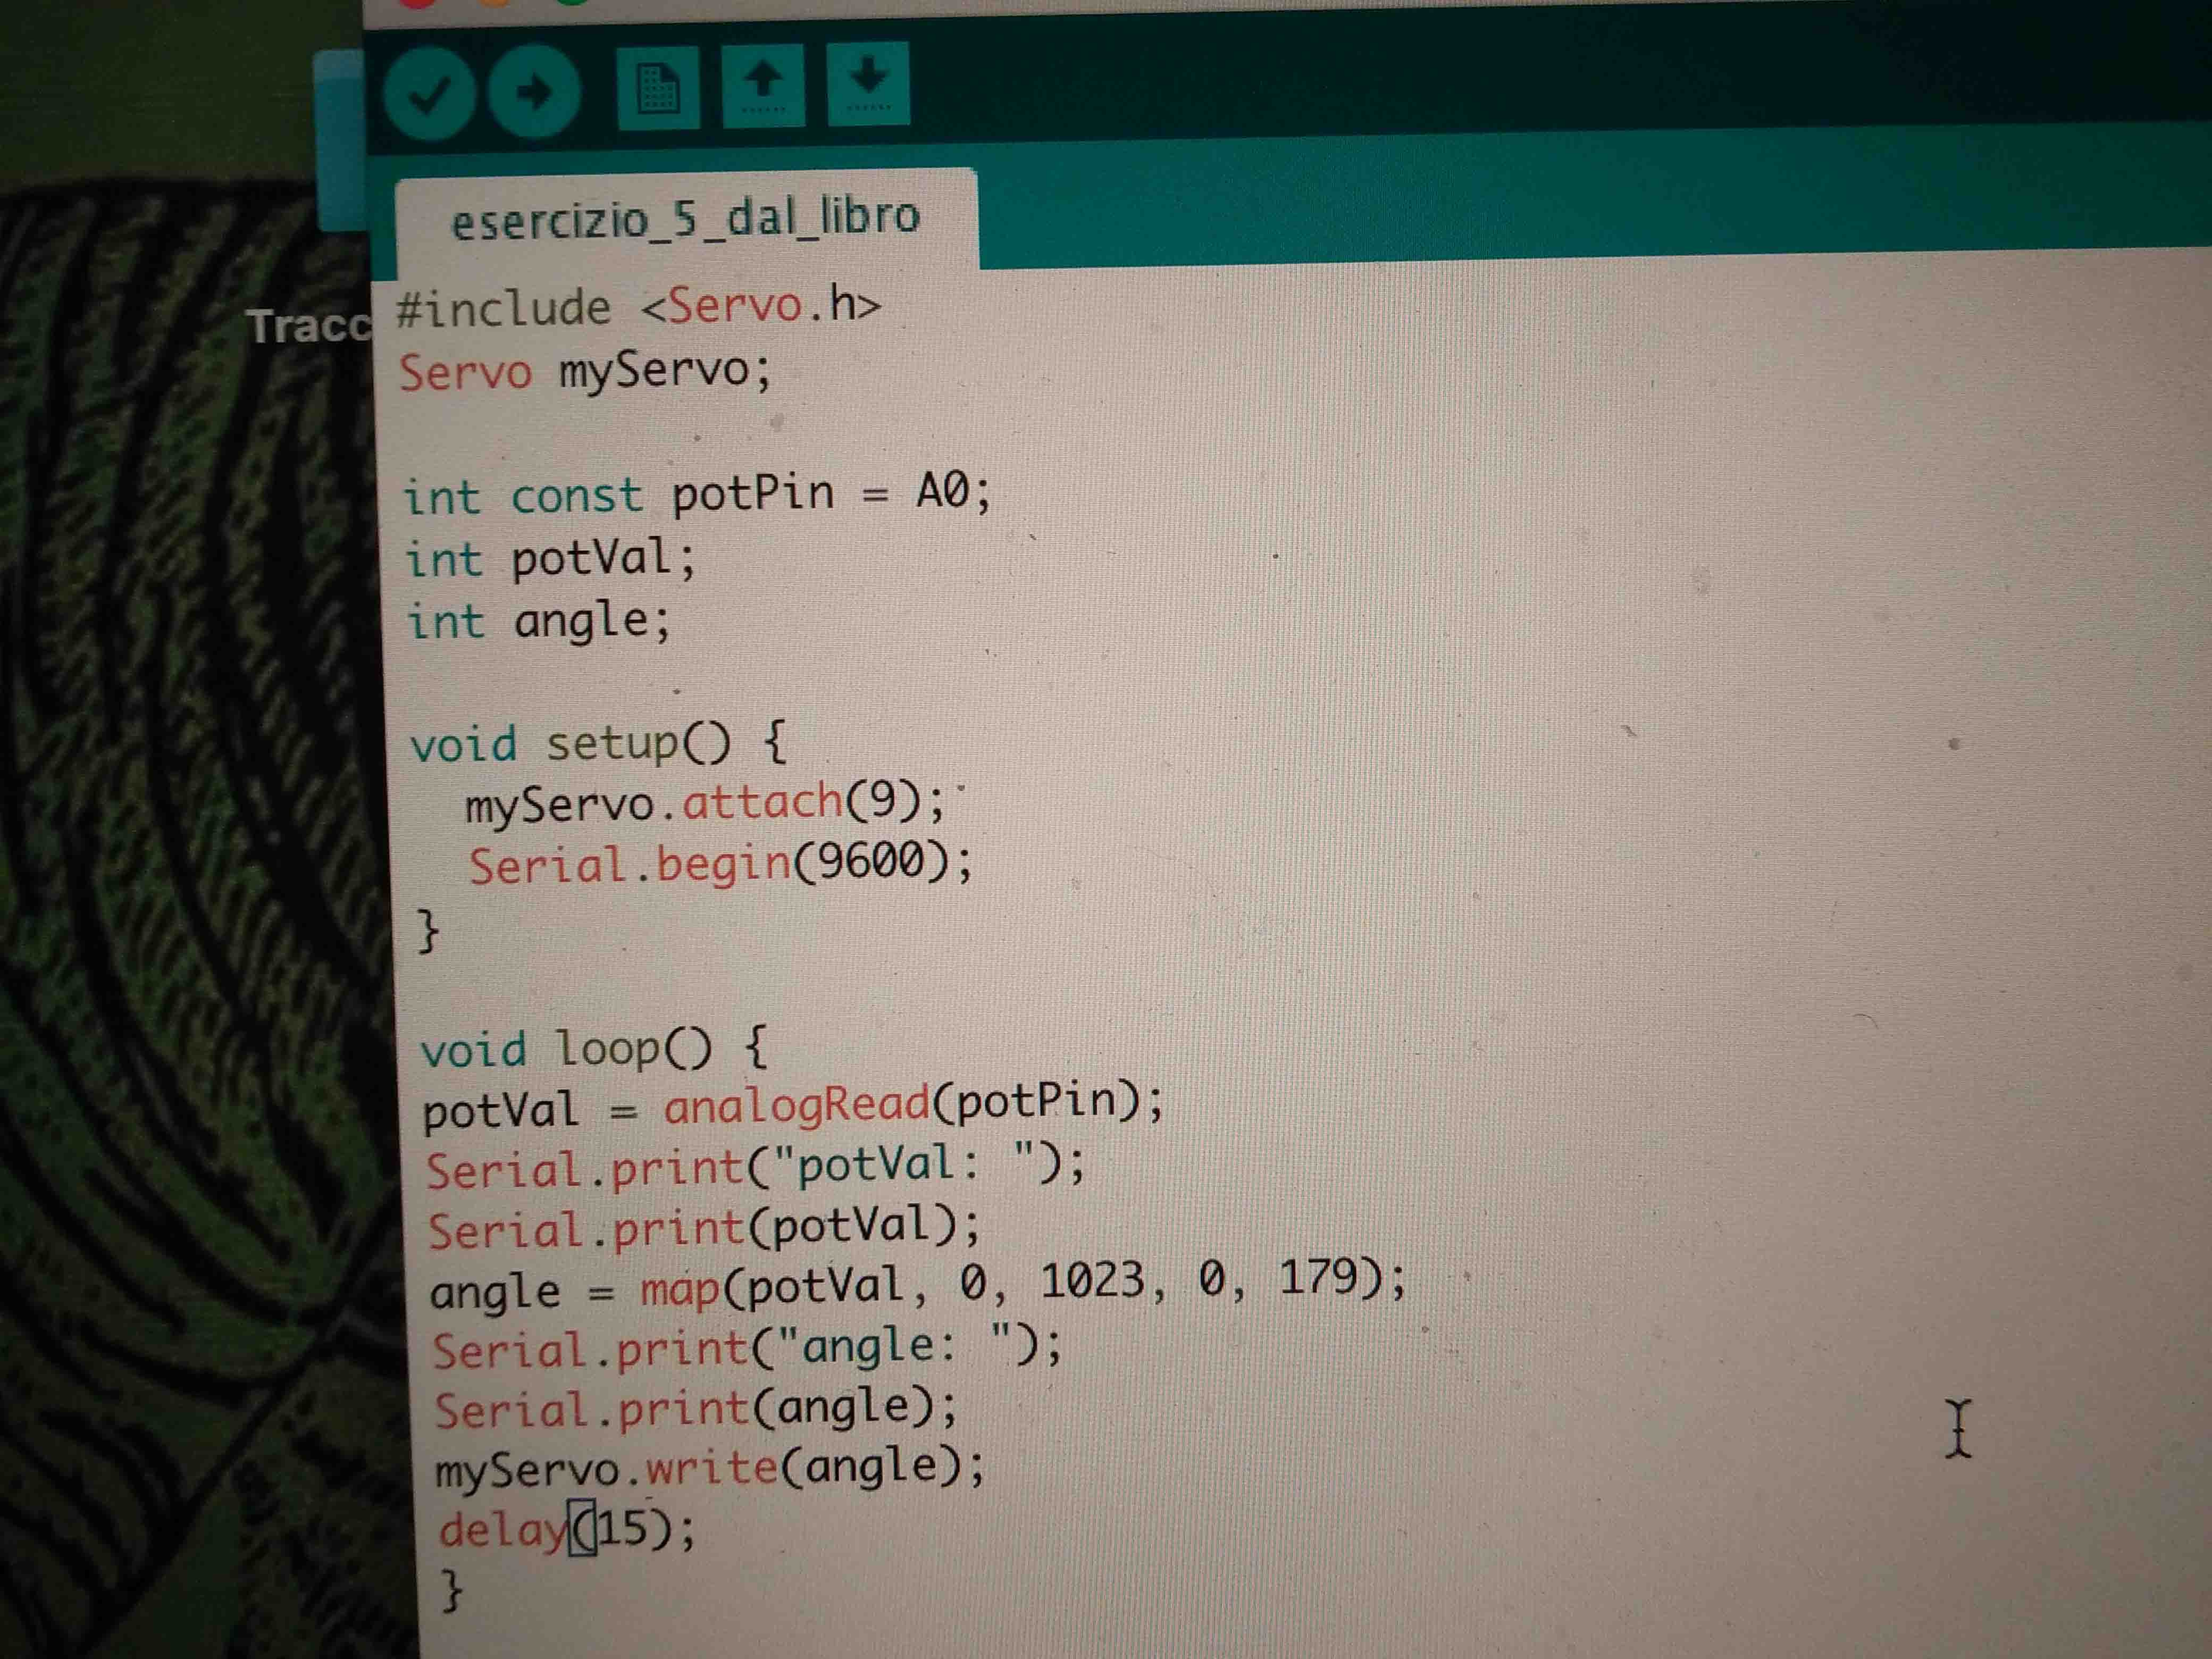 esercizio_5_dal_libro
Tracc
#include <Servo.h>
Servo myServo;
int const potPin = A0;
int potVal;
int angle;
void setup() {
myServo.attach(9);
Serial.begin(9600);
}
void loop() {
potVal = analogRead(potPin);
Serial.print("potVal: ");
Serial.print(potVal);
angle = map(potVal, 0, 1023, 0, 179);
Serial.print("angle: ");
Serial.print(angle);
myServo.write(angle);
delay(15);
}